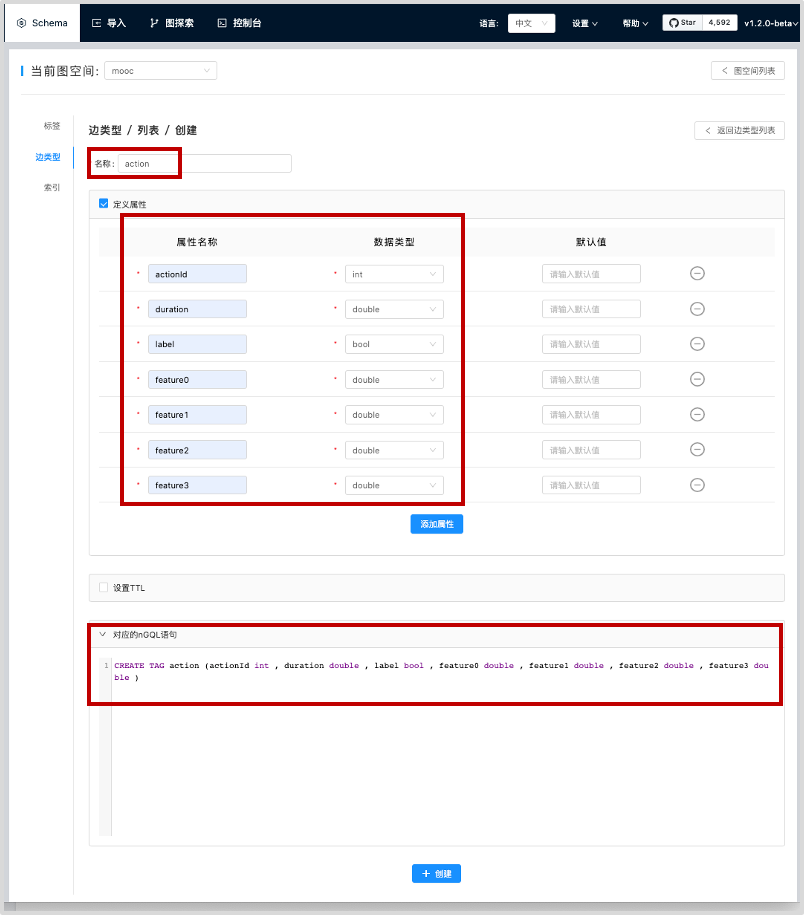 Schema 导入 图探索 控制台 语言: 中文 设置 帮助 Star 4,592 v1.2.0-beta
当前图空间: mooc 图空间列表
标签
边类型
索引
边类型 / 列表 / 创建 返回边类型列表
名称: action
定义属性
属性名称 数据类型 默认值
* actionId * int 请输入默认值
* duration * double 请输入默认值
* label * bool 请输入默认值
* feature0 * double 请输入默认值
* feature1 * double 请输入默认值
* feature2 * double 请输入默认值
* feature3 * double 请输入默认值
添加属性
设置TTL
对应的nGQL语句
1 CREATE TAG action (actionId int , duration double , label bool , feature0 double , feature1 double , feature2 double , feature3 dou
ble )
+ 创建